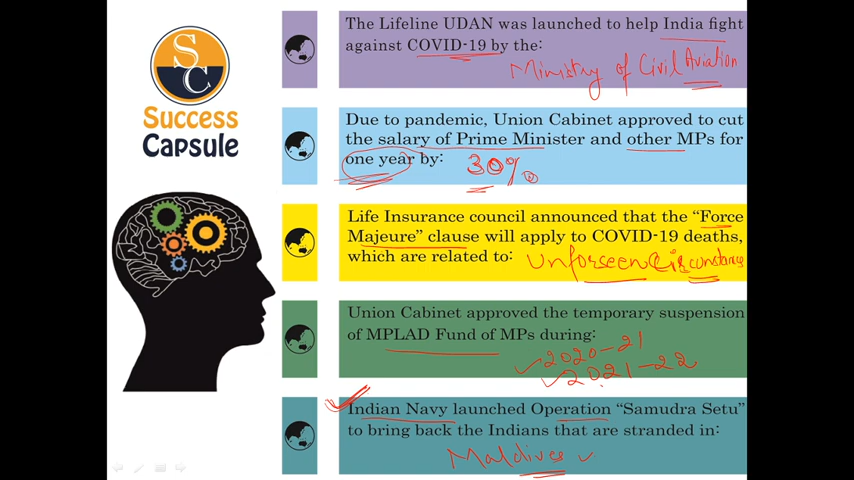 SC
Success
Capsule
The Lifeline UDAN was launched to help India fight
against COVID-19 by the:
Ministry of Civil Aviation
Due to pandemic, Union Cabinet approved to cut
the salary of Prime Minister and other MPs for
one year by: 30%
Life Insurance council announced that the “Force
Majeure” clause will apply to COVID-19 deaths,
which are related to: Unforseen Circumstances
Union Cabinet approved the temporary suspension
of MPLAD Fund of MPs during:
2020-21
2021-22
Indian Navy launched Operation “Samudra Setu”
to bring back the Indians that are stranded in:
Maldives